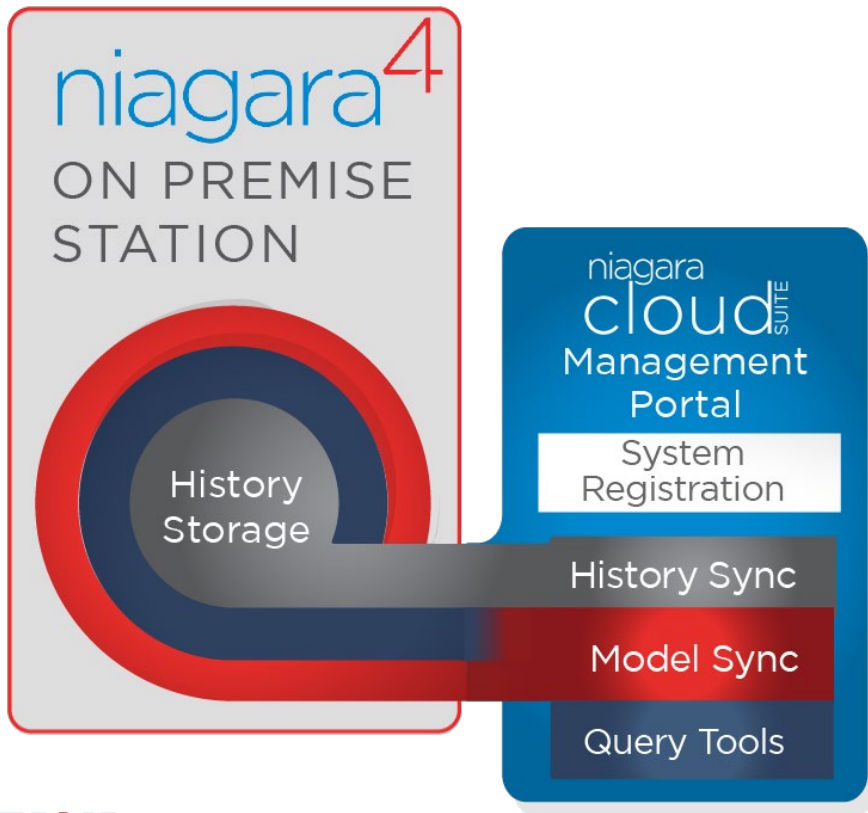 niagara4
ON PREMISE
STATION
History
Storage
niagara
cloud SUITE
Management
Portal
System
Registration
History Sync
Model Sync
Query Tools